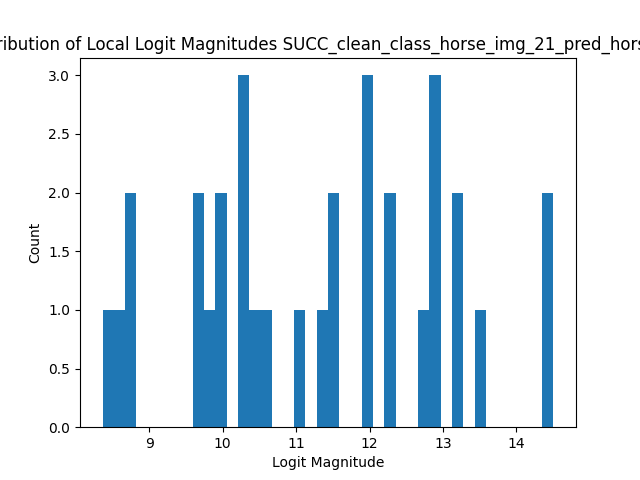 ribution of Local Logit Magnitudes SUCC_clean_class_horse_img_21_pred_hors
3.0
2.5
2.0
1.5
1.0
0.5
0.0
Count
9 10 11 12 13 14
Logit Magnitude